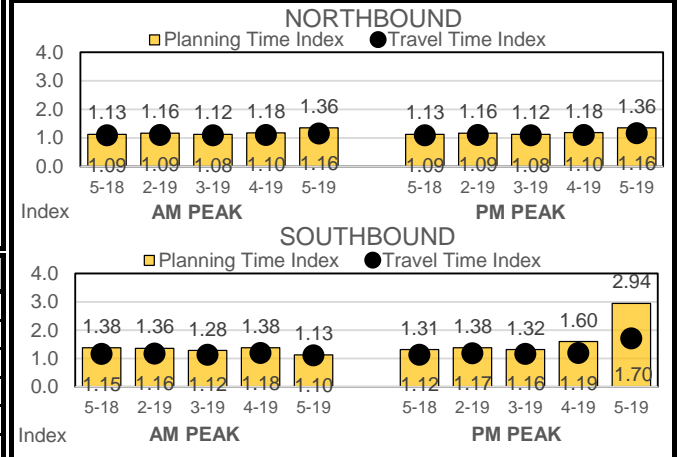 NORTHBOUND
Planning Time Index Travel Time Index
4.0
3.0
2.0
1.0
0.0
1.13 1.16 1.12 1.18 1.36 1.13 1.16 1.12 1.18 1.36
1.09 1.09 1.08 1.10 1.16 1.09 1.09 1.08 1.10 1.16
5-18 2-19 3-19 4-19 5-19 5-18 2-19 3-19 4-19 5-19
Index AM PEAK PM PEAK
SOUTHBOUND
Planning Time Index Travel Time Index
4.0
3.0
2.0
1.0
0.0
1.38 1.36 1.28 1.38 1.13 1.31 1.38 1.32 1.60 2.94
1.15 1.16 1.12 1.18 1.10 1.12 1.17 1.16 1.19 1.70
5-18 2-19 3-19 4-19 5-19 5-18 2-19 3-19 4-19 5-19
Index AM PEAK PM PEAK